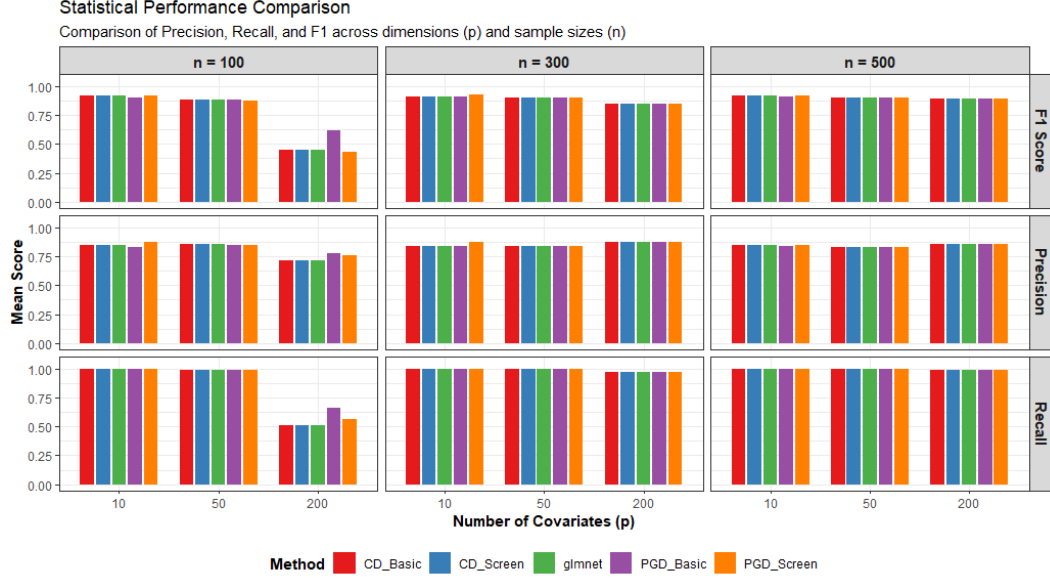 Statistical Performance Comparison
Comparison of Precision, Recall, and F1 across dimensions (p) and sample sizes (n)
n = 100 n = 300 n = 500
1.00
0.75
0.50
0.25
0.00
F1 Score
1.00
0.75
0.50
0.25
0.00
Precision
Mean Score
1.00
0.75
0.50
0.25
0.00
Recall
10 50 200 10 50 200 10 50 200
Number of Covariates (p)
Method CD_Basic CD_Screen glmnet PGD_Basic PGD_Screen